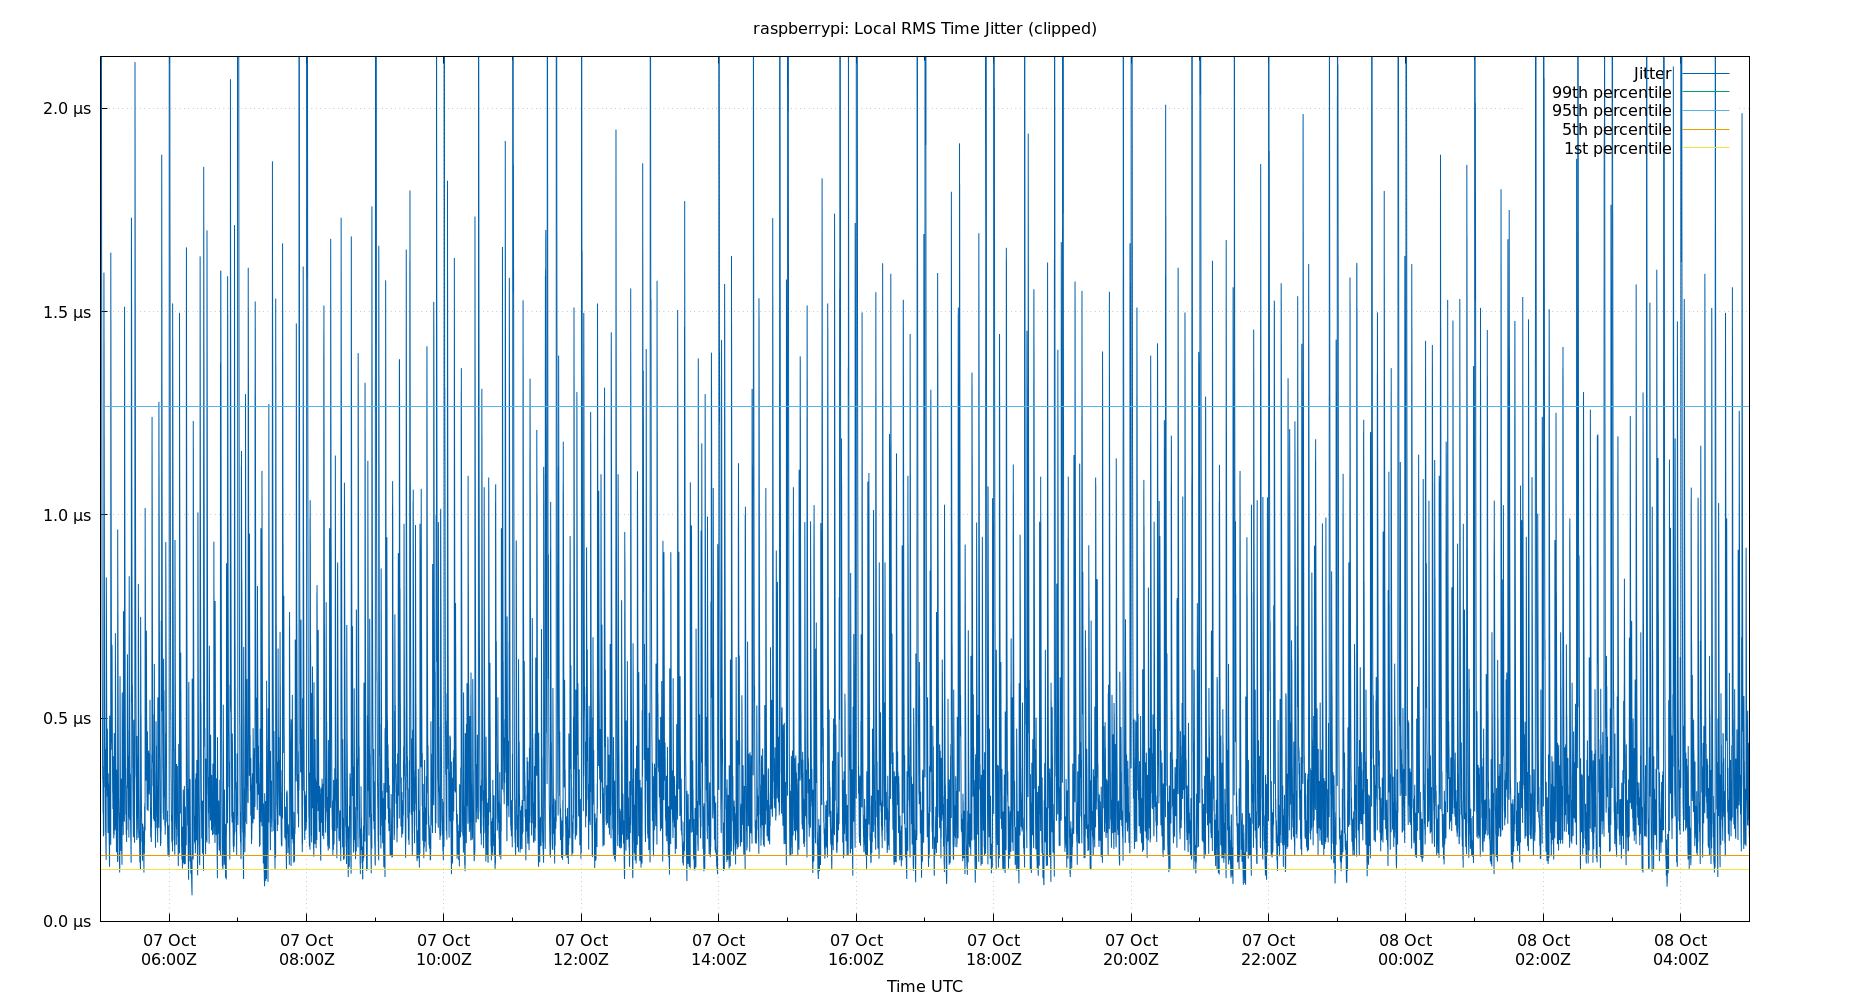 raspberrypi: Local RMS Time Jitter (clipped)
Jitter
99th percentile
95th percentile
5th percentile
1st percentile
2.0 μs
1.5 μs
1.0 μs
0.5 μs
0.0 μs
07 Oct 07 Oct 07 Oct 07 Oct 07 Oct 07 Oct 07 Oct 07 Oct 07 Oct 08 Oct 08 Oct 08 Oct
06:00Z 08:00Z 10:00Z 12:00Z 14:00Z 16:00Z 18:00Z 20:00Z 22:00Z 00:00Z 02:00Z 04:00Z
Time UTC